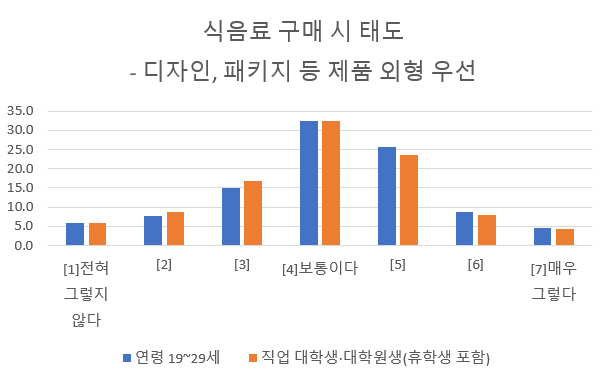 식음료 구매 시 태도
- 디자인, 패키지 등 제품 외형 우선
35.0
30.0
25.0
20.0
15.0
10.0
5.0
0.0
[1]전혀
그렇지
않다
[2]
[3]
[4]보통이다
[5]
[6]
[7]매우
그렇다
연령 19~29세
직업 대학생·대학원생(휴학생 포함)